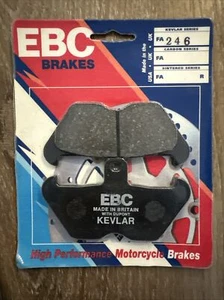 EBC
BRAKES
Made in the
USA · UK · UK
KEVLAR SERIES
FA 246
CARBON SERIES
FA
SINTERED SERIES
FA R
EBC
MADE IN BRITAIN
WITH DUPONT
KEVLAR
High Performance Motorcycle Brakes